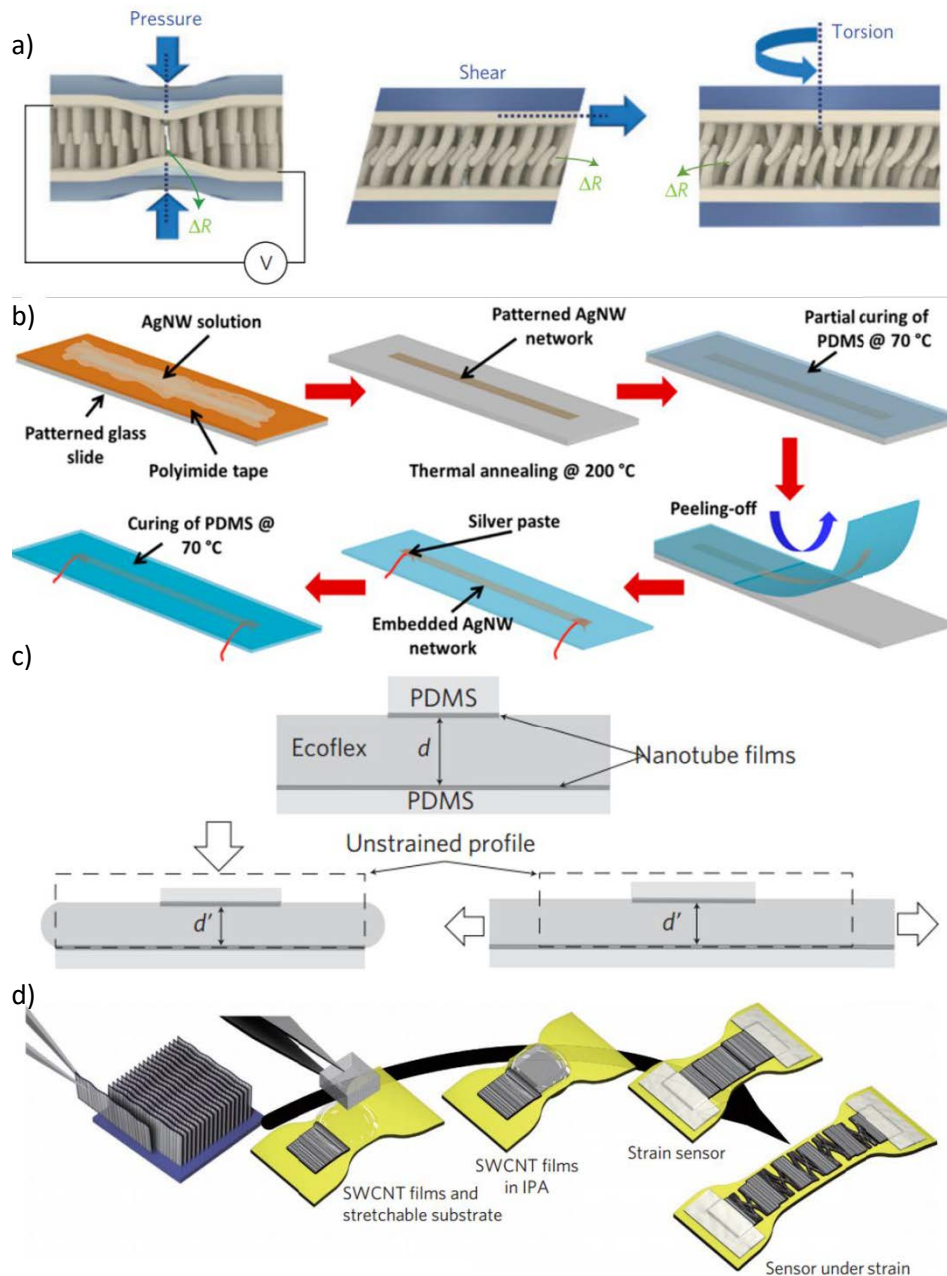 a)
Pressure
ΔR
V
Shear
ΔR
Torsion
ΔR
b)
AgNW solution
Patterned glass
slide
Polyimide tape
Patterned AgNW
network
Thermal annealing @ 200 °C
Partial curing of
PDMS @ 70 °C
Peeling-off
Silver paste
Embedded AgNW
network
Curing of PDMS @
70 °C
c)
PDMS
Ecoflex
d
Nanotube films
PDMS
Unstrained profile
d'
d'
d)
SWCNT films and
stretchable substrate
SWCNT films
in IPA
Strain sensor
Sensor under strain